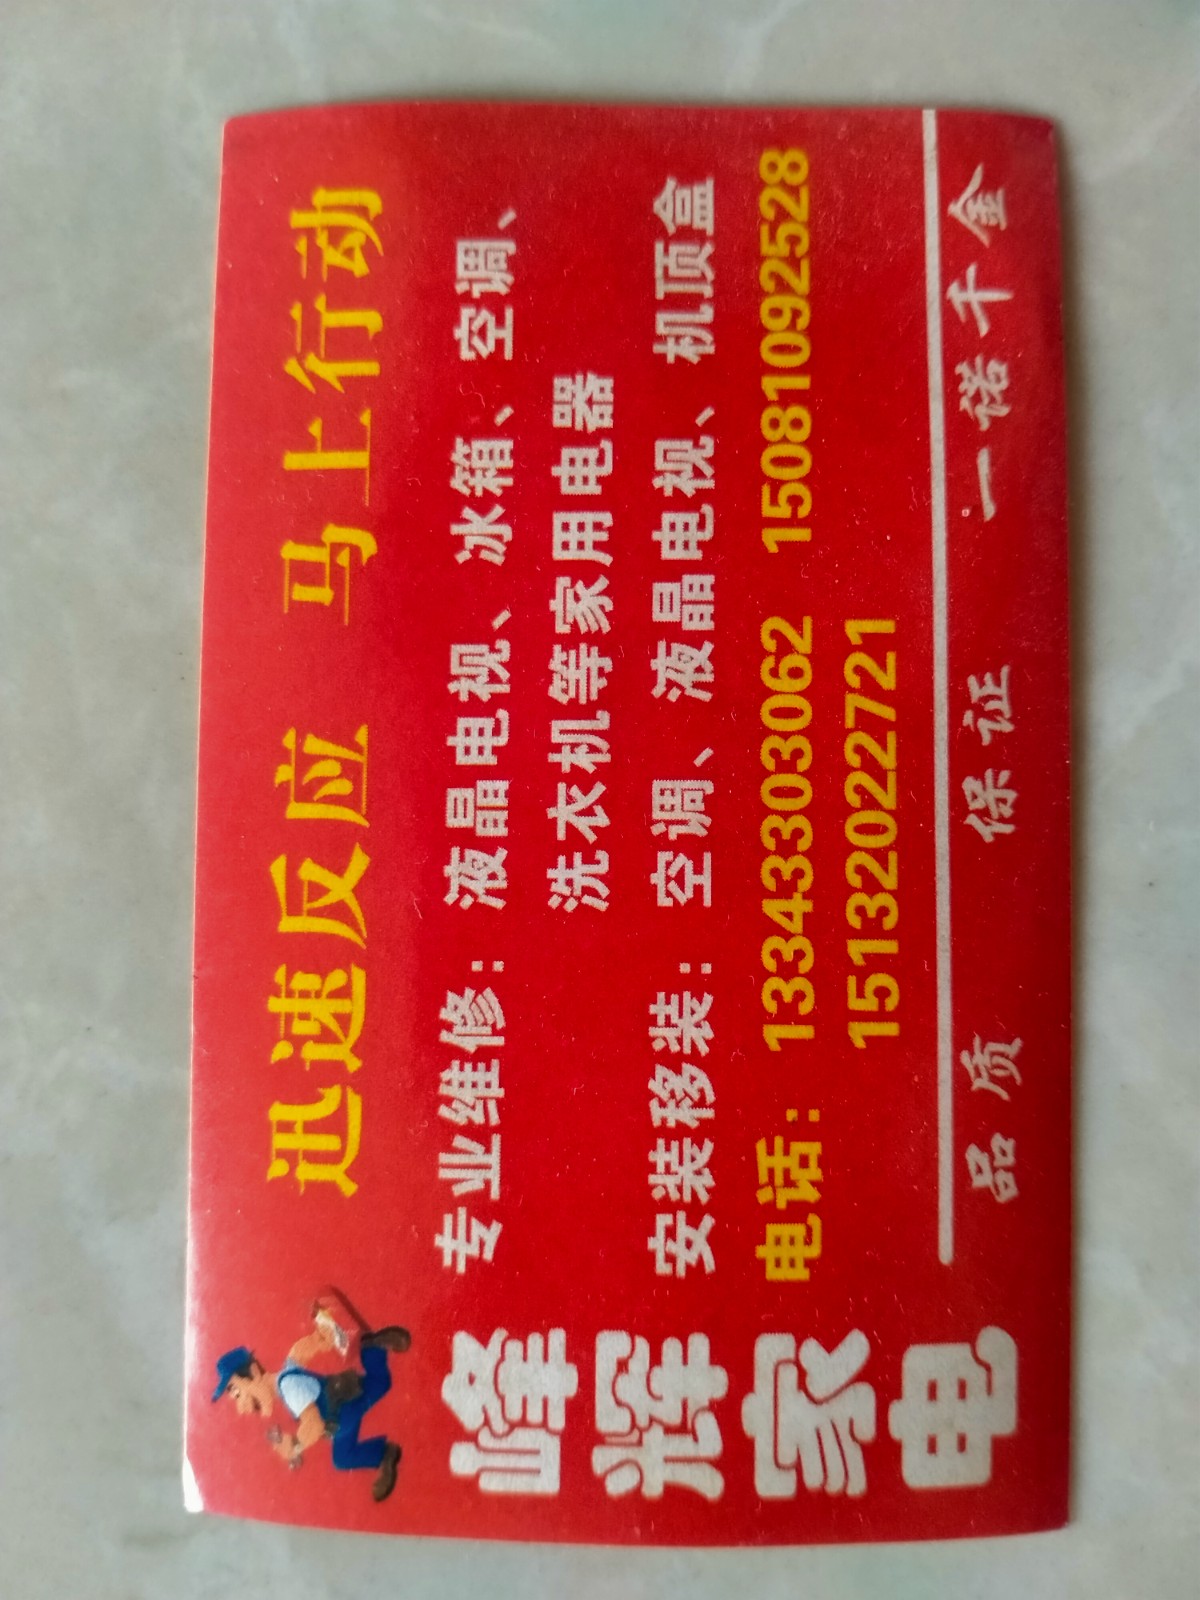 迅速反应 马上行动
专业维修：液晶电视、冰箱、空调、
洗衣机等家用电器
安装移装：空调、液晶电视、机顶盒
电话：13343303062 15081092528
15132022721
品质 保证 一诺千金
峰辉家电